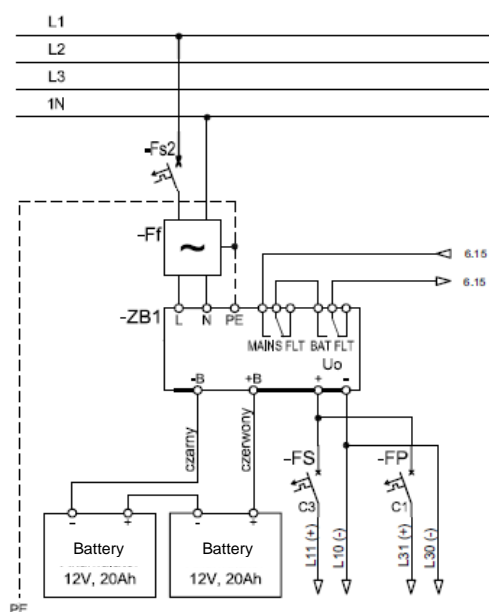 L1
L2
L3
1N
-Fs2
-Ff
~
6.15
6.15
-ZB1
L N PE
MAINS FLT BAT FLT
Uo
-B +B + -
czarny
czerwony
-FS
-FP
C3
C1
L11 (+)
L10 (-)
L31 (+)
L30 (-)
- + - +
Battery
12V, 20Ah
Battery
12V, 20Ah
PE